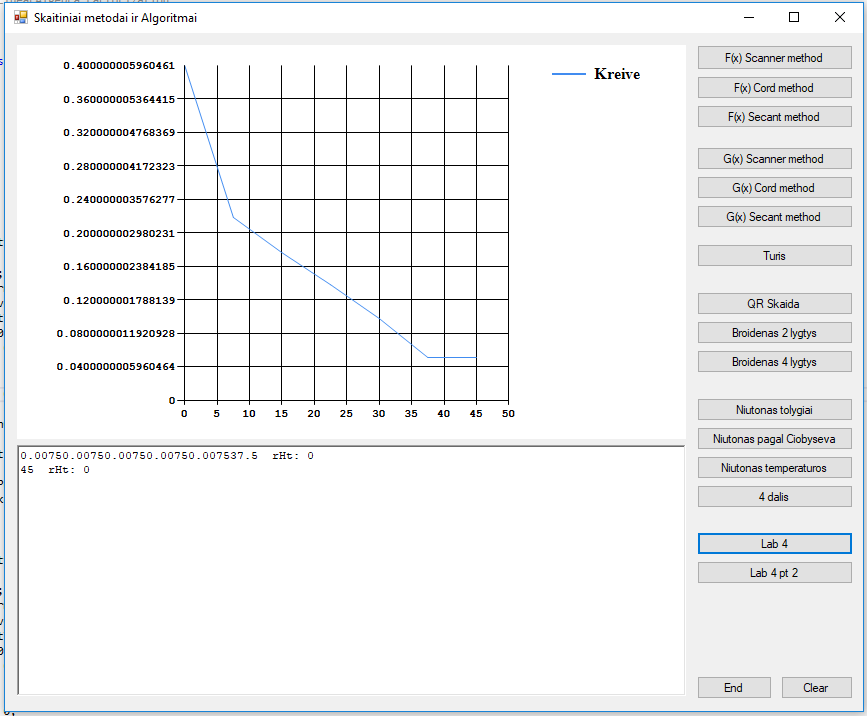 Skaitiniai metodai ir Algoritmai
0.400000005960461
0.360000005364415
0.320000004768369
0.280000004172323
0.240000003576277
0.200000002980231
0.160000002384185
0.120000001788139
0.0800000011920928
0.0400000005960464
0
0 5 10 15 20 25 30 35 40 45 50
Kreive
0.00750.00750.00750.00750.007537.5 rHt: 0
45 rHt: 0
F(x) Scanner method
F(x) Cord method
F(x) Secant method
G(x) Scanner method
G(x) Cord method
G(x) Secant method
Turis
QR Skaida
Broidenas 2 lygtys
Broidenas 4 lygtys
Niutonas tolygiai
Niutonas pagal Ciobyseva
Niutonas temperaturos
4 dalis
Lab 4
Lab 4 pt 2
End
Clear